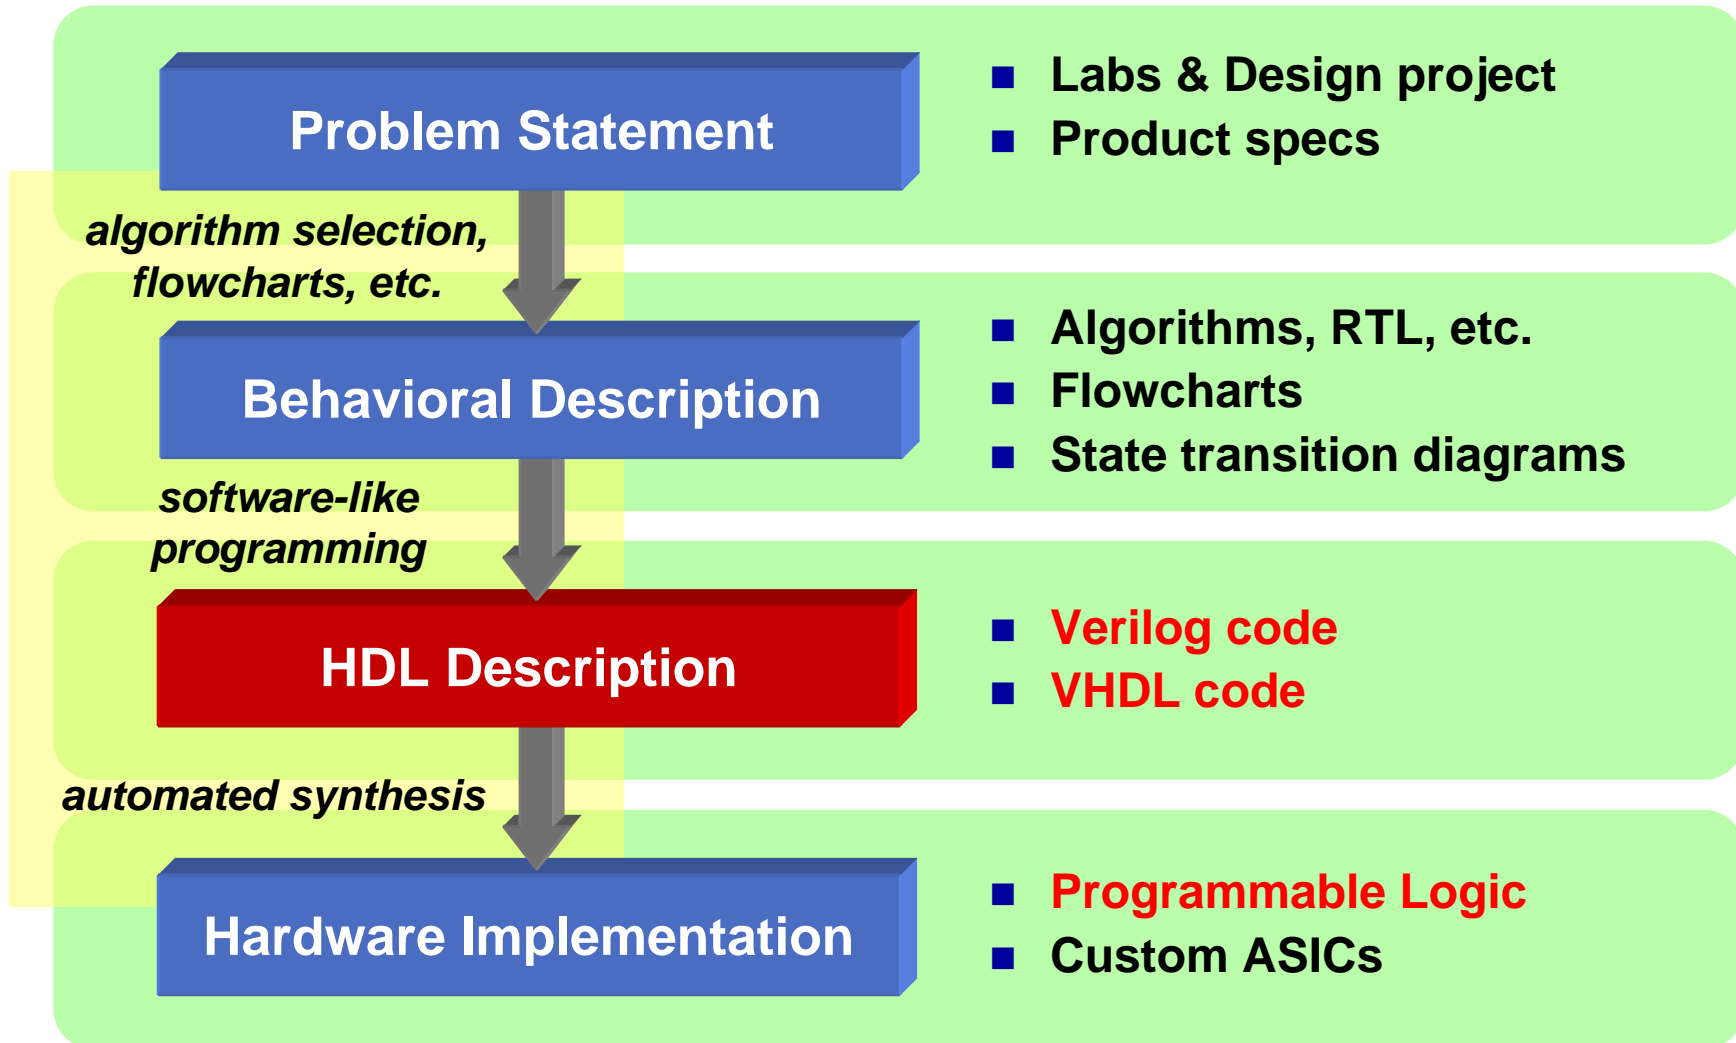 Problem Statement
Labs & Design project
Product specs
algorithm selection,
flowcharts, etc.
Behavioral Description
Algorithms, RTL, etc.
Flowcharts
State transition diagrams
software-like
programming
HDL Description
Verilog code
VHDL code
automated synthesis
Hardware Implementation
Programmable Logic
Custom ASICs